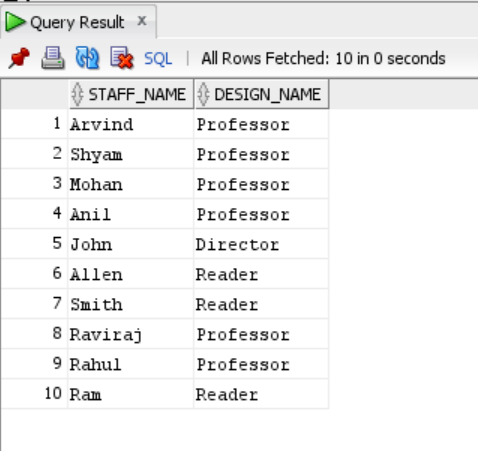 Query Result x
SQL | All Rows Fetched: 10 in 0 seconds
STAFF_NAME DESIGN_NAME
1 Arvind Professor
2 Shyam Professor
3 Mohan Professor
4 Anil Professor
5 John Director
6 Allen Reader
7 Smith Reader
8 Raviraj Professor
9 Rahul Professor
10 Ram Reader